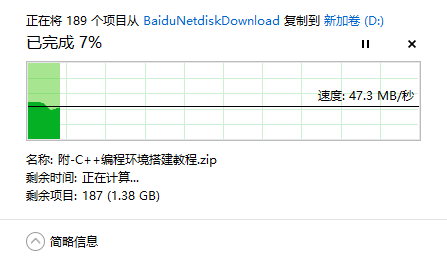 正在将 189 个项目从 BaiduNetdiskDownload 复制到 新加卷 (D:)
已完成 7%
速度: 47.3 MB/秒
名称: 附-C++编程环境搭建教程.zip
剩余时间: 正在计算...
剩余项目: 187 (1.38 GB)
简略信息